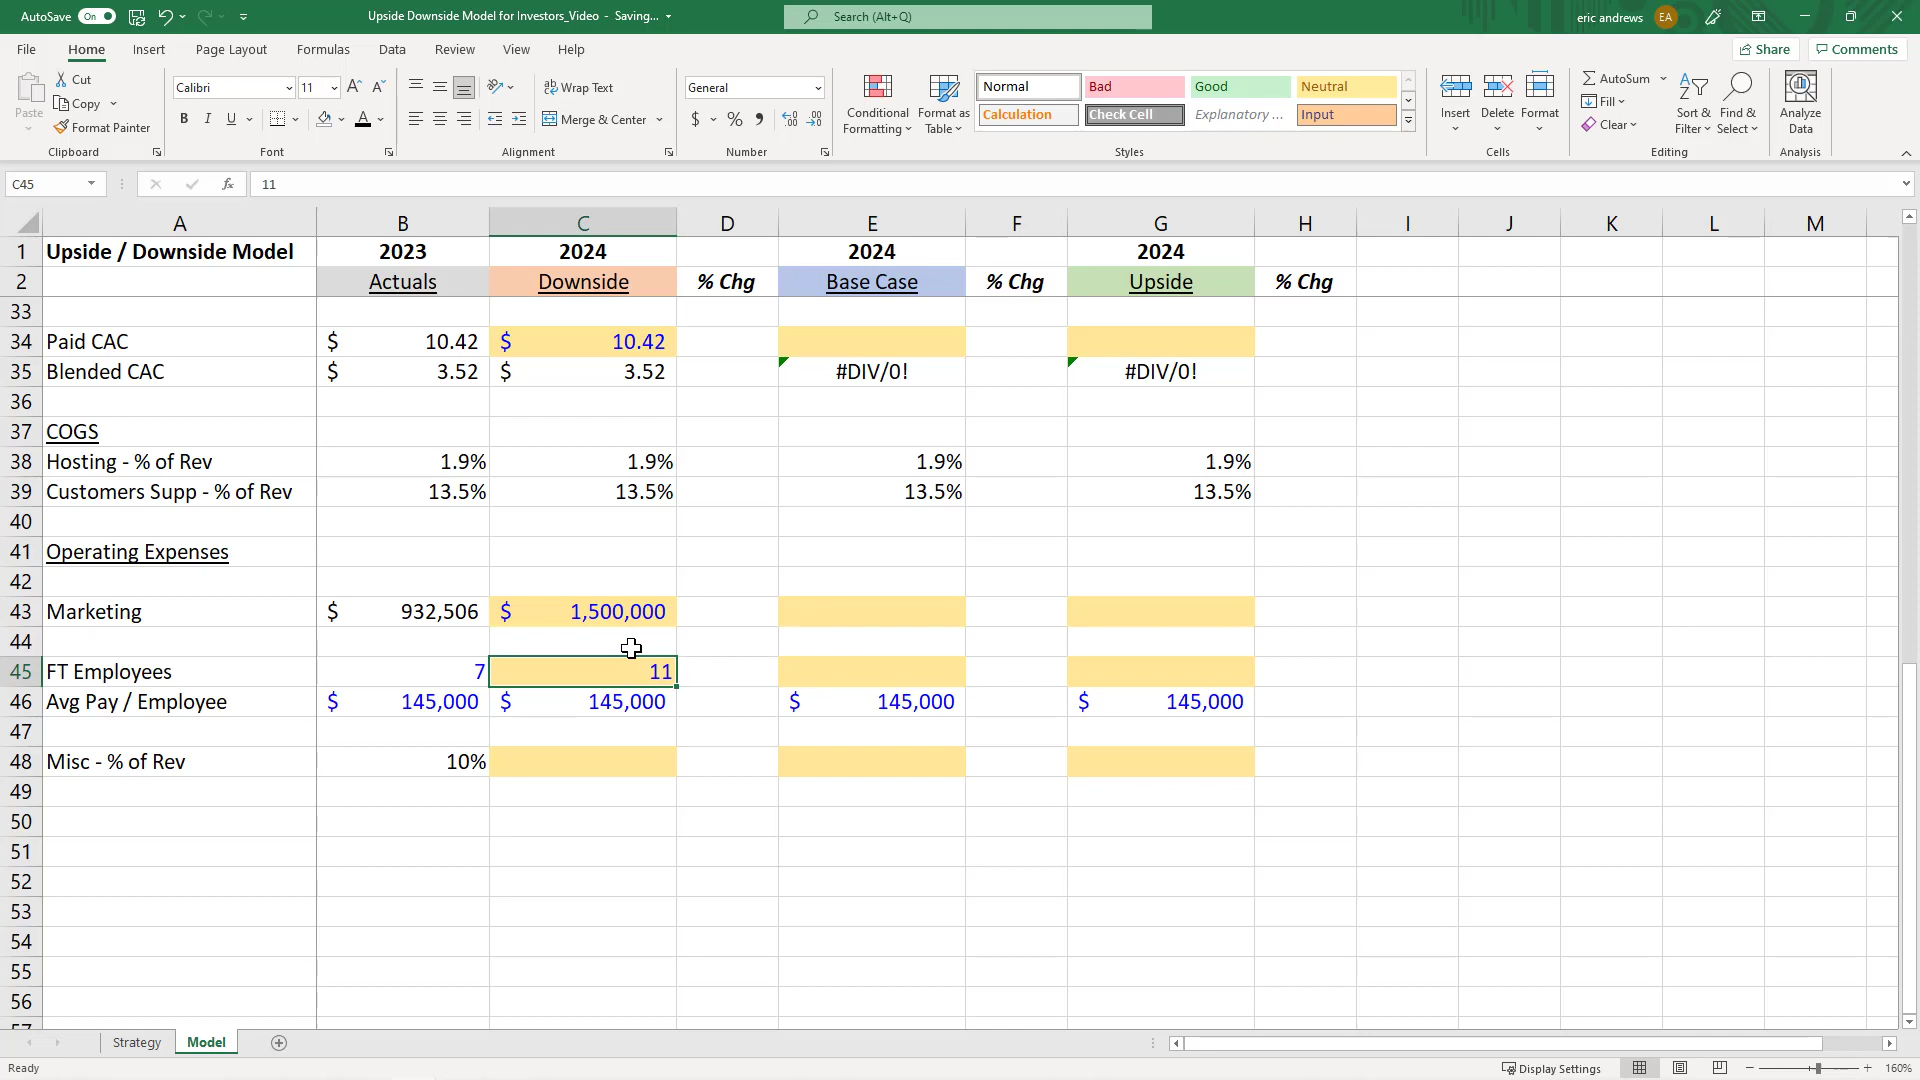 AutoSave On Upside Downside Model for Investors_Video - Saving... Search (Alt+Q) eric andrews EA
File Home Insert Page Layout Formulas Data Review View Help Share Comments
Paste Cut Copy Format Painter Clipboard
Calibri 11 A A B I U A Font
Wrap Text Merge & Center Alignment
General $ % Number
Conditional Formatting Format as Table
Normal Bad Good Neutral
Calculation Check Cell Explanatory ... Input
Styles
Insert Delete Format Cells
AutoSum Fill Clear Sort & Filter Find & Select Editing
Analyze Data Analysis
C45 fx 11
A B C D E F G H I J K L M
1 Upside / Downside Model 2023 2024 2024 2024
2 Actuals Downside % Chg Base Case % Chg Upside % Chg
33
34 Paid CAC $ 10.42 $ 10.42
35 Blended CAC $ 3.52 $ 3.52 #DIV/0! #DIV/0!
36
37 COGS
38 Hosting - % of Rev 1.9% 1.9% 1.9% 1.9%
39 Customers Supp - % of Rev 13.5% 13.5% 13.5% 13.5%
40
41 Operating Expenses
42
43 Marketing $ 932,506 $ 1,500,000
44
45 FT Employees 7 11
46 Avg Pay / Employee $ 145,000 $ 145,000 $ 145,000 $ 145,000
47
48 Misc - % of Rev 10%
49
50
51
52
53
54
55
56
57
Strategy Model
Ready Display Settings 160%